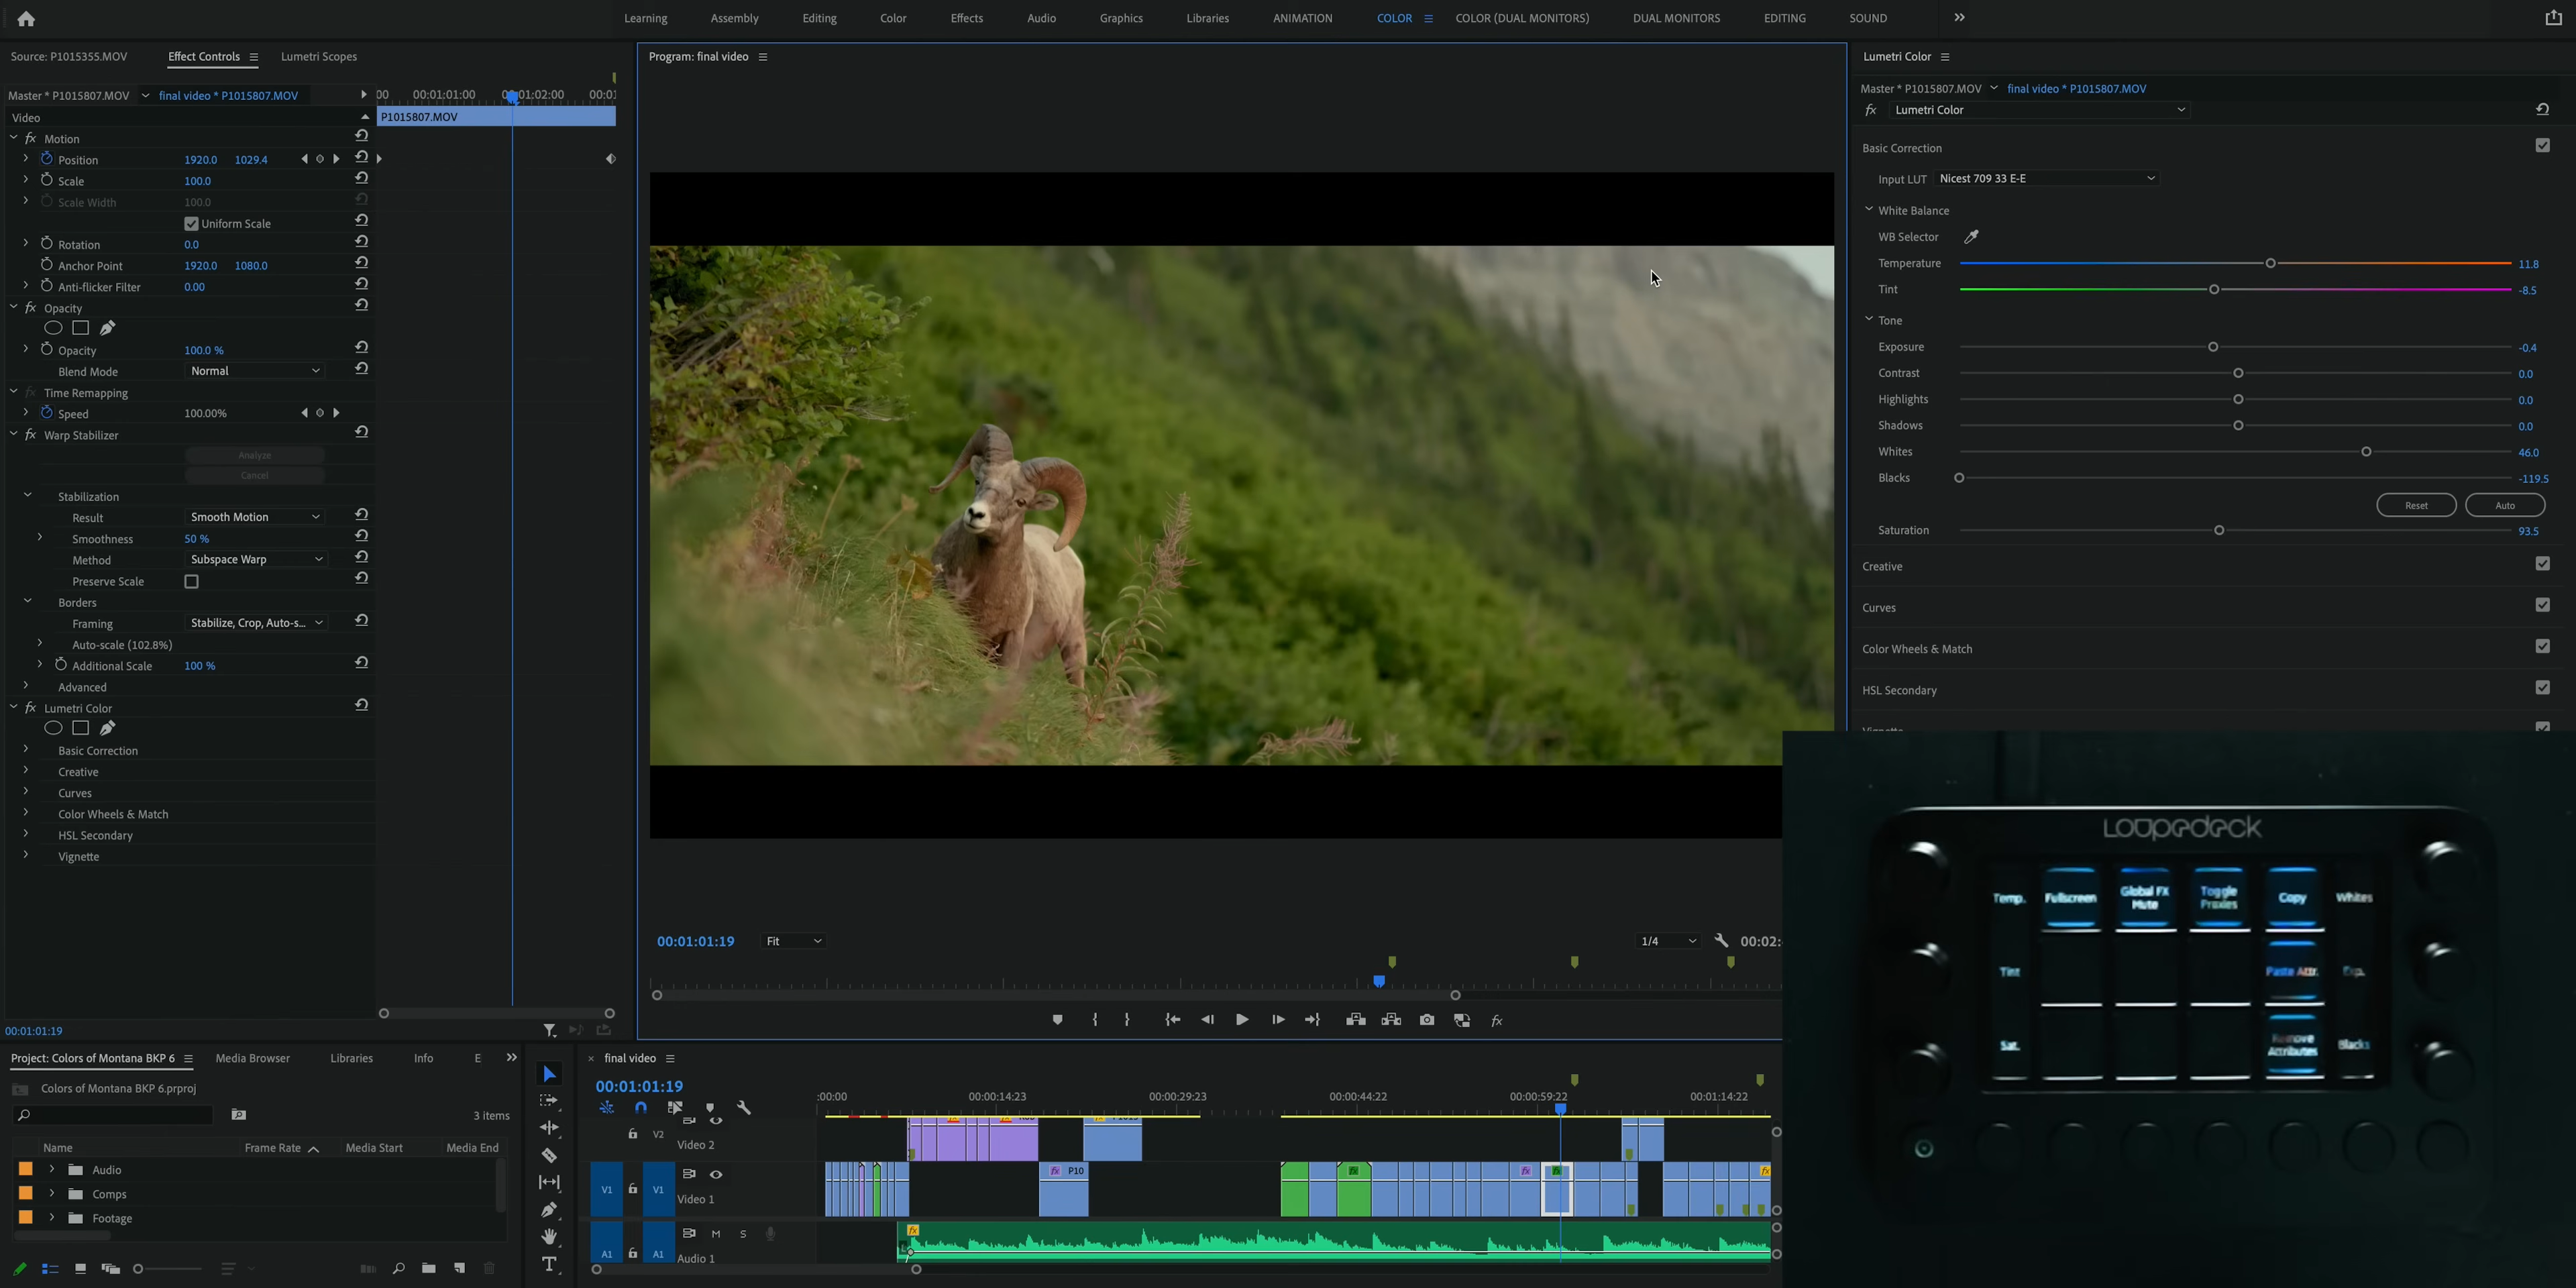 Learning Assembly Editing Color Effects Audio Graphics Libraries ANIMATION COLOR COLOR (DUAL MONITORS) DUAL MONITORS EDITING SOUND
Source: P1015355.MOV Effect Controls Lumetri Scopes
Master * P1015807.MOV final video * P1015807.MOV
00 00:01:01:00 00:01:02:00 00:01
Video
P1015807.MOV
fx Motion
Position 1920.0 1029.4
Scale 100.0
Scale Width 100.0
Uniform Scale
Rotation 0.0
Anchor Point 1920.0 1080.0
Anti-flicker Filter 0.00
fx Opacity
Opacity 100.0 %
Blend Mode Normal
fx Time Remapping
Speed 100.00%
fx Warp Stabilizer
Analyze
Cancel
Stabilization
Result Smooth Motion
Smoothness 50 %
Method Subspace Warp
Preserve Scale
Borders
Framing Stabilize, Crop, Auto-s...
Auto-scale (102.8%)
Additional Scale 100 %
Advanced
fx Lumetri Color
Basic Correction
Creative
Curves
Color Wheels & Match
HSL Secondary
Vignette
00:01:01:19
Program: final video
00:01:01:19 Fit 1/4 00:02:
fx
Lumetri Color
Master * P1015807.MOV final video * P1015807.MOV
fx Lumetri Color
Basic Correction
Input LUT Nicest 709 33 E-E
White Balance
WB Selector
Temperature 11.8
Tint -8.5
Tone
Exposure -0.4
Contrast 0.0
Highlights 0.0
Shadows 0.0
Whites 46.0
Blacks -119.5
Reset Auto
Saturation 93.5
Creative
Curves
Color Wheels & Match
HSL Secondary
Vignette
Loupedeck
Temp. Fullscreen Global FX Mute Toggle Proxies Copy Whites
Tint Paste Attr. Exp.
Sat. Remove Attributes Blacks
Project: Colors of Montana BKP 6 Media Browser Libraries Info E
Colors of Montana BKP 6.prproj
3 items
Name Frame Rate Media Start Media End
Audio
Comps
Footage
final video
00:01:01:19
:00:00 00:00:14:23 00:00:29:23 00:00:44:22 00:00:59:22 00:01:14:22
V2 Video 2
V1 V1 Video 1
fx P10 fx fx fx fx
A1 A1 M S Audio 1
fx
T